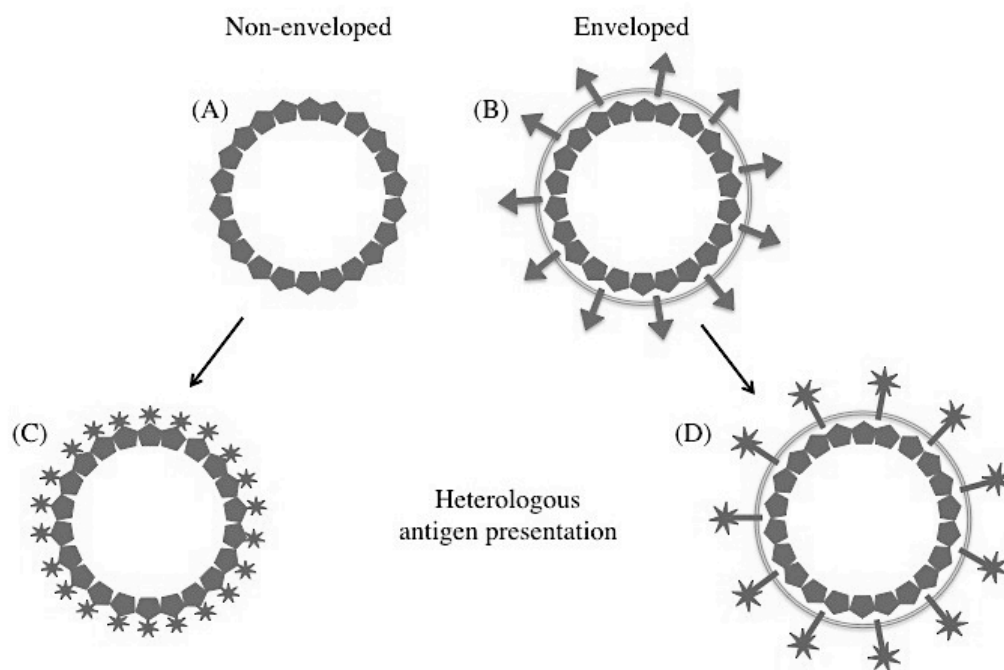 Non-enveloped
Enveloped
(A)
(B)
(C)
(D)
Heterologous
antigen presentation